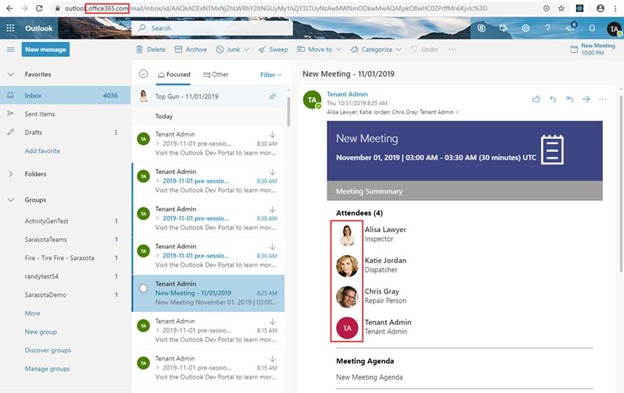 outlook.office365.com/mail/inbox/id/
Outlook
Search
TA
New message
Delete
Archive
Junk
Sweep
Move to
Categorize
Undo
New Meeting
10:00 PM
Favorites
Inbox 4036
Sent Items
Drafts 5
Add favorite
Folders
Groups
ActivityGenTest 1
SarasotaTeams 1
Fire - Tire Fire - Sarasota 1
randytest54 1
SarasotaDemo 1
More
New group
Discover groups
Manage groups
Focused
Other
Filter
Top Gun - 11/01/2019
Today
TA
Tenant Admin
> 2019-11-01 pre-sessio... 8:30 AM
Visit the Outlook Dev Portal to learn mor...
TA
Tenant Admin
> 2019-11-01 pre-sessio... 8:30 AM
Visit the Outlook Dev Portal to learn mor...
TA
Tenant Admin
> 2019-11-01 pre-sessio... 8:30 AM
Visit the Outlook Dev Portal to learn mor...
TA
Tenant Admin
> 2019-11-01 pre-sessio... 8:30 AM
Visit the Outlook Dev Portal to learn mor...
Tenant Admin
New Meeting - 11/01/2019 8:25 AM
New Meeting November 01, 2019 | 03:00...
TA
Tenant Admin
> 2019-11-01 pre-sessio... 8:15 AM
Visit the Outlook Dev Portal to learn mor...
TA
Tenant Admin
> 2019-11-01 pre-sessio... 8:15 AM
Visit the Outlook Dev Portal to learn mor...
New Meeting - 11/01/2019
TA
Tenant Admin
Thu 10/31/2019 8:25 AM
Alisa Lawyer; Katie Jordan; Chris Gray; Tenant Admin
New Meeting
November 01, 2019 | 03:00 AM - 03:30 AM (30 minutes) UTC
Meeting Summmary
Attendees (4)
Alisa Lawyer
Inspector
Katie Jordan
Dispatcher
Chris Gray
Repair Person
TA
Tenant Admin
Tenant Admin
Meeting Agenda
New Meeting Agenda